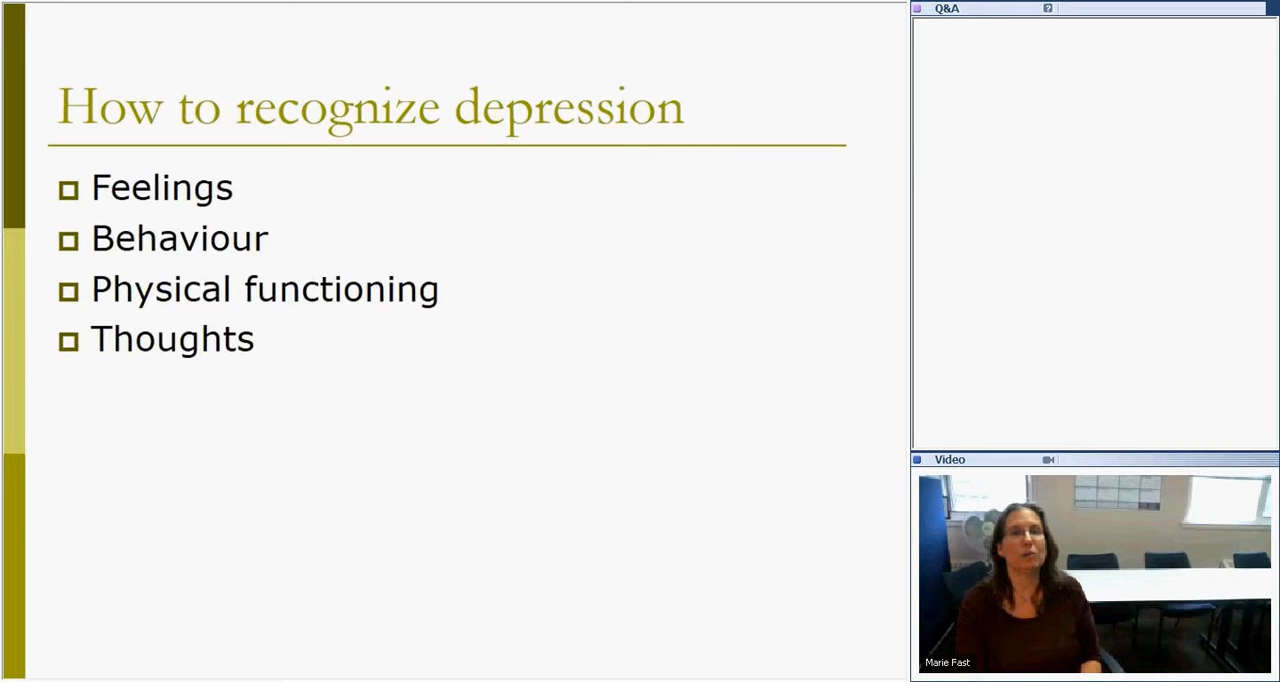 How to recognize depression
Feelings
Behaviour
Physical functioning
Thoughts
Q&A
?
Video
Marie Fast